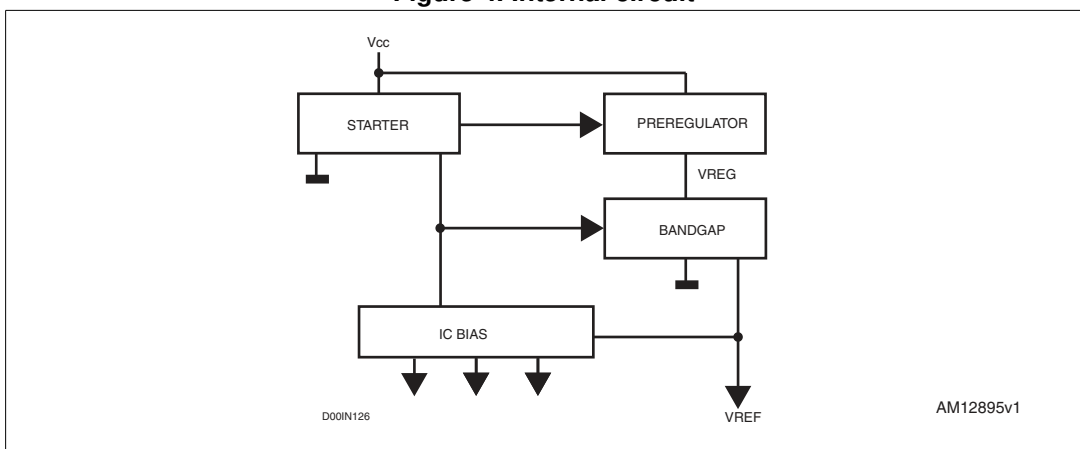 Figure 4. Internal circuit
Vcc
STARTER
PREREGULATOR
VREG
BANDGAP
IC BIAS
D00IN126
VREF
AM12895v1